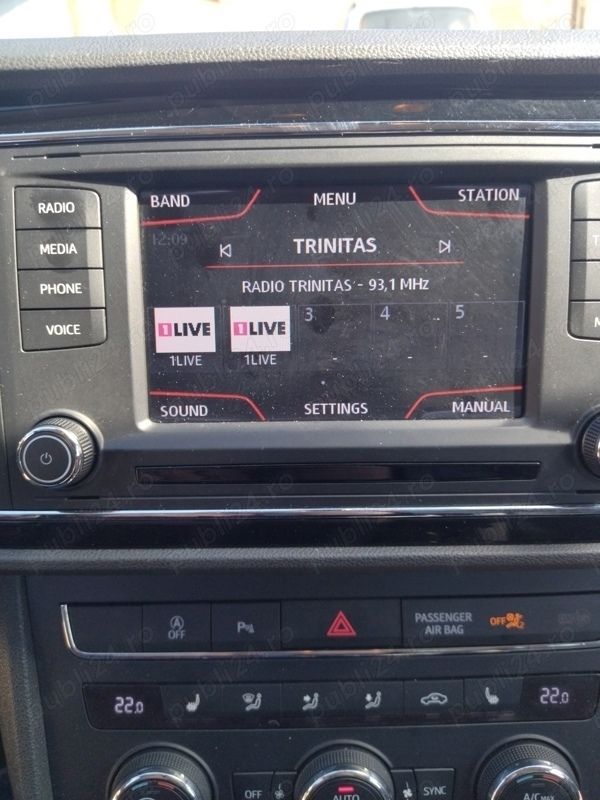 BAND MENU STATION
12:09
TRINITAS
RADIO TRINITAS - 93,1 MHz
1LIVE 1LIVE 3 4 5
1LIVE 1LIVE
SOUND SETTINGS MANUAL
RADIO
MEDIA
PHONE
VOICE
A
OFF
P
PASSENGER
AIR BAG
OFF
22.0 22.0
OFF
AUTO
SYNC
A/C MAX
publi24.ro